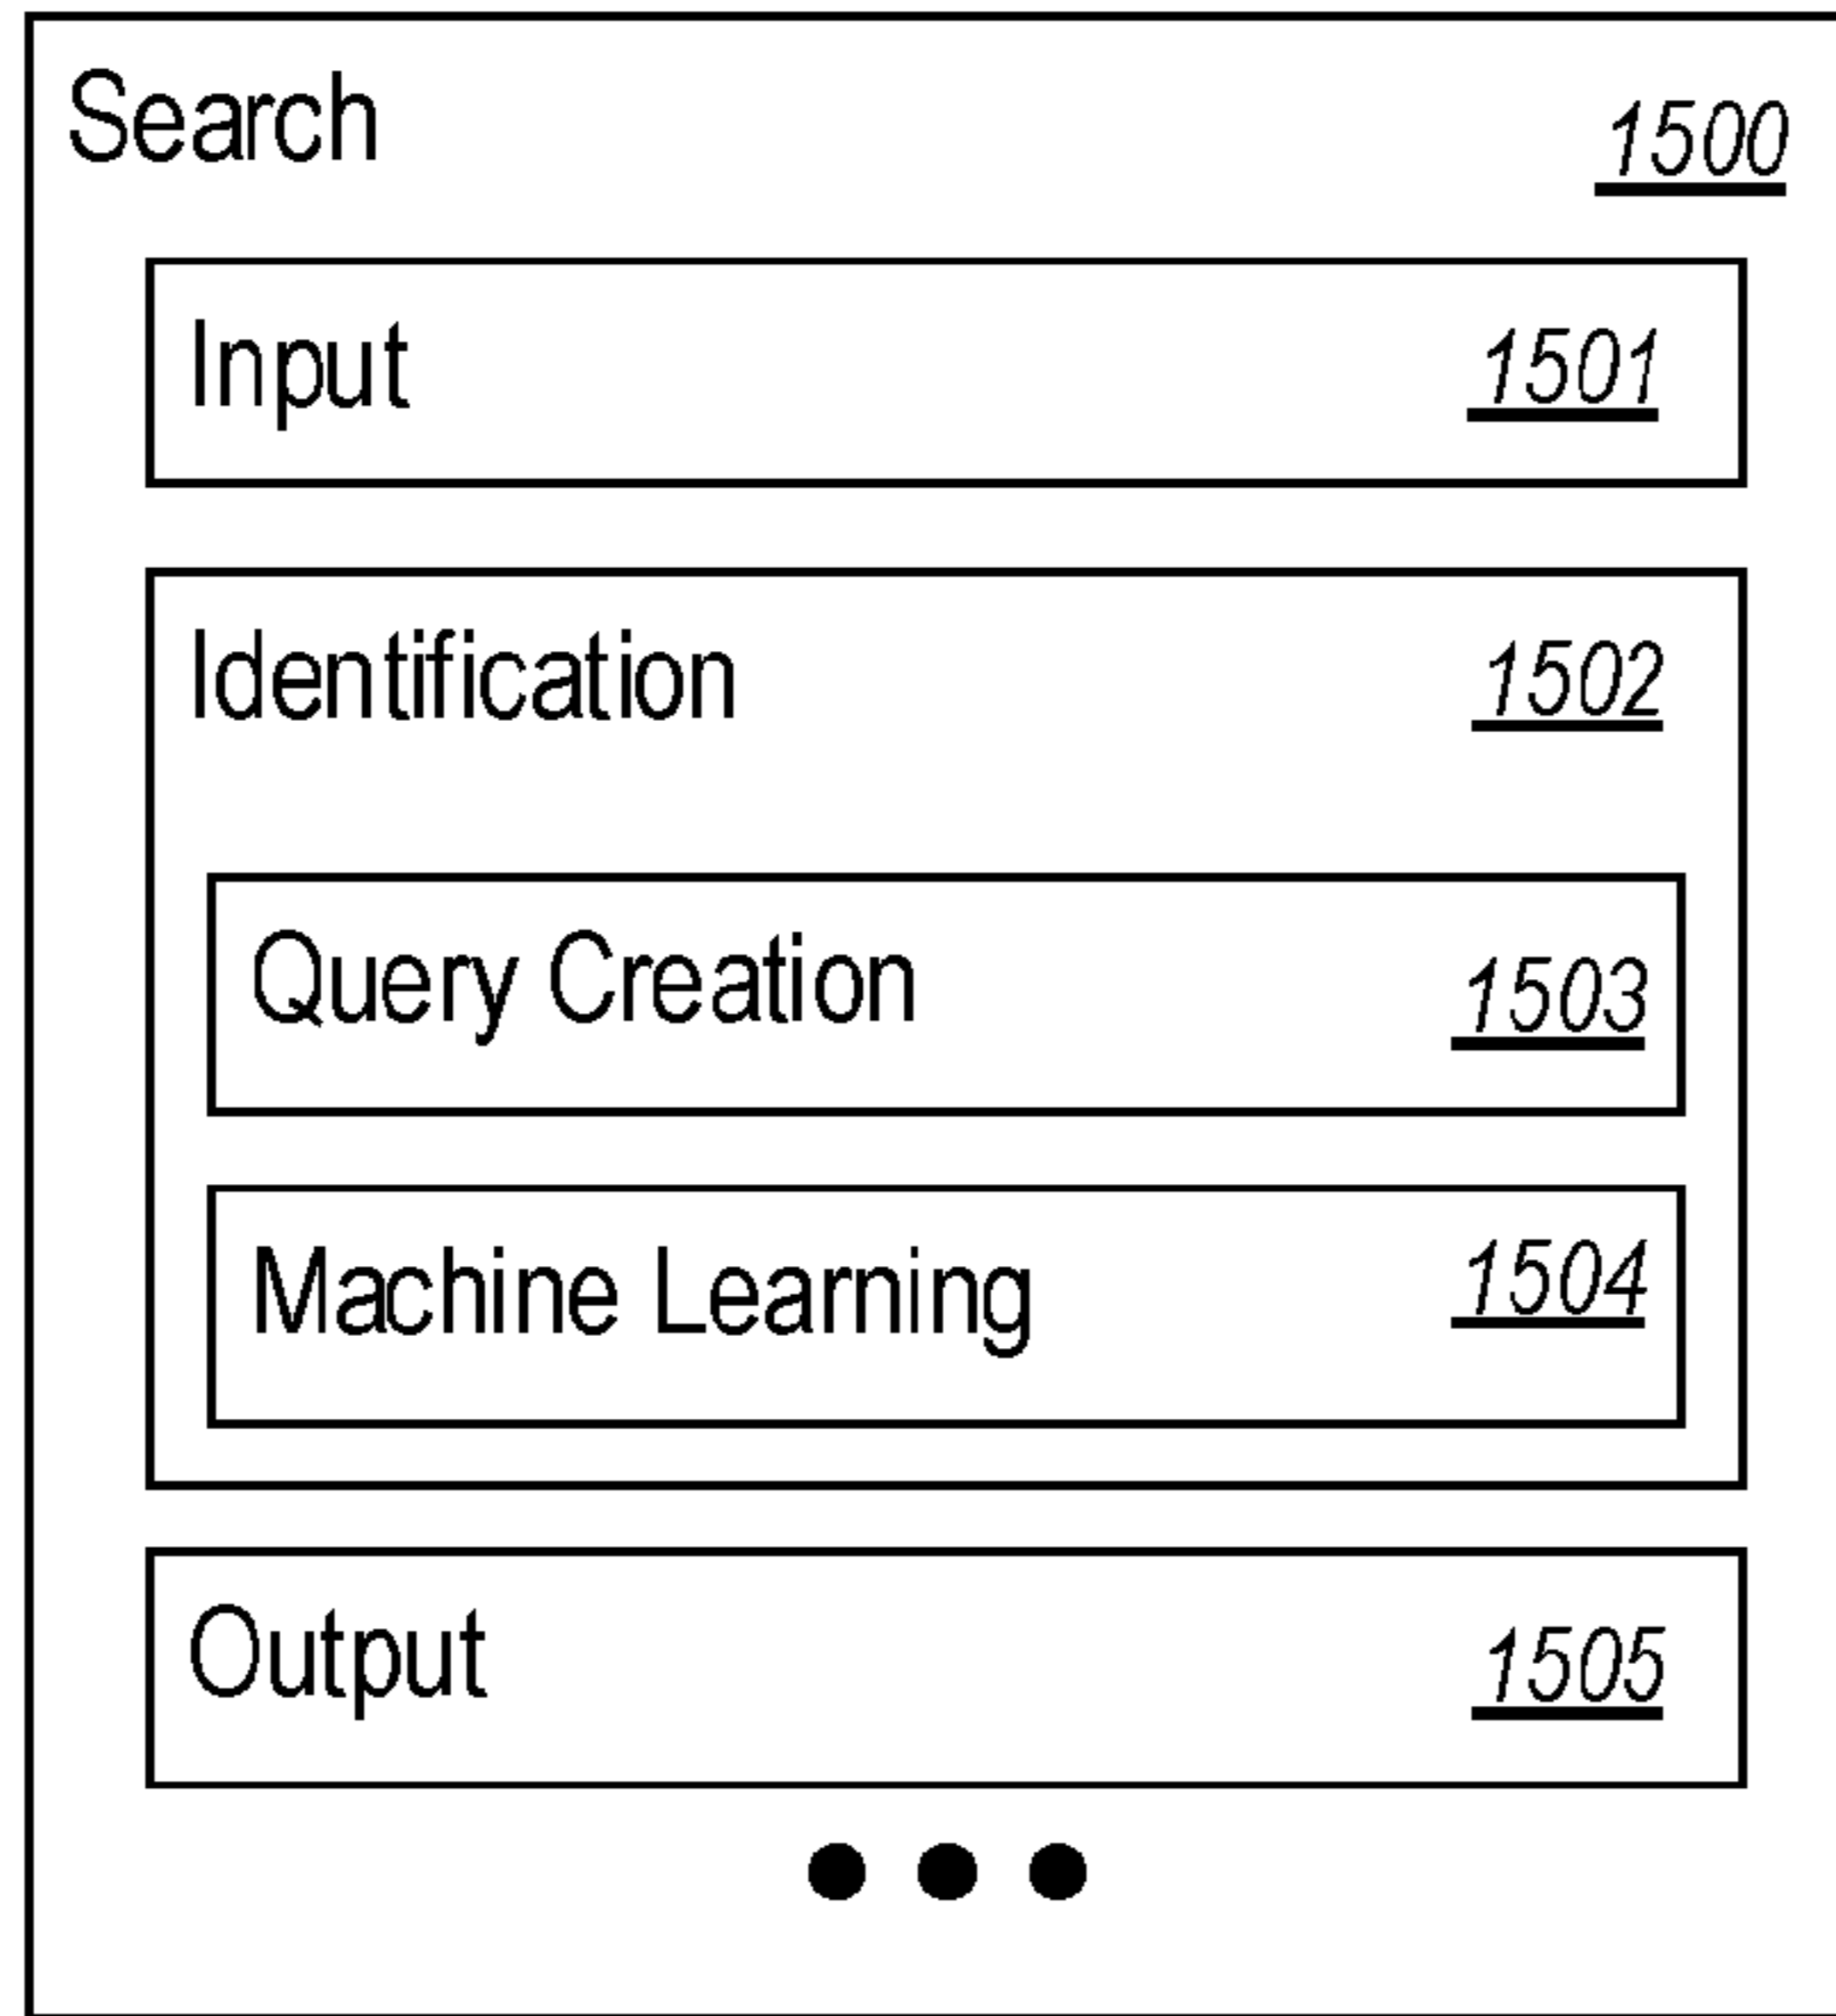 Search 1500
Input 1501
Identification 1502
Query Creation 1503
Machine Learning 1504
Output 1505